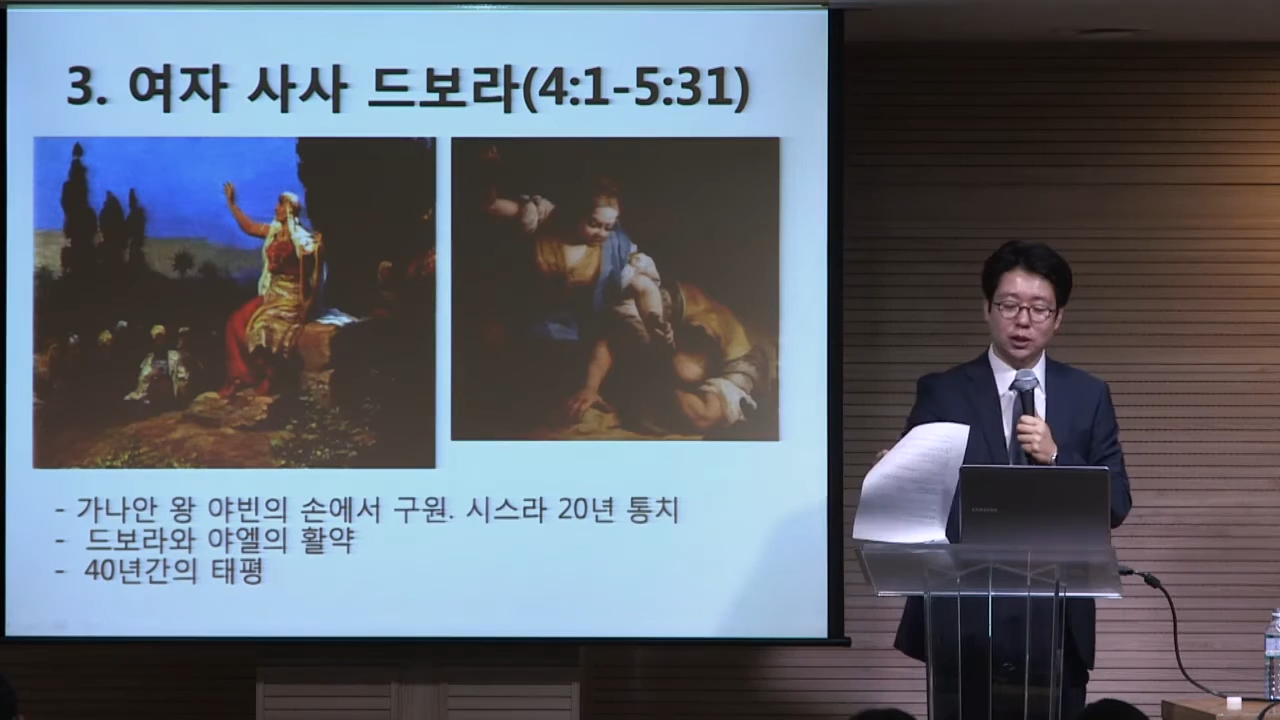 3. 여자 사사 드보라(4:1-5:31)
- 가나안 왕 야빈의 손에서 구원. 시스라 20년 통치
- 드보라와 야엘의 활약
- 40년간의 태평
SAMSUNG